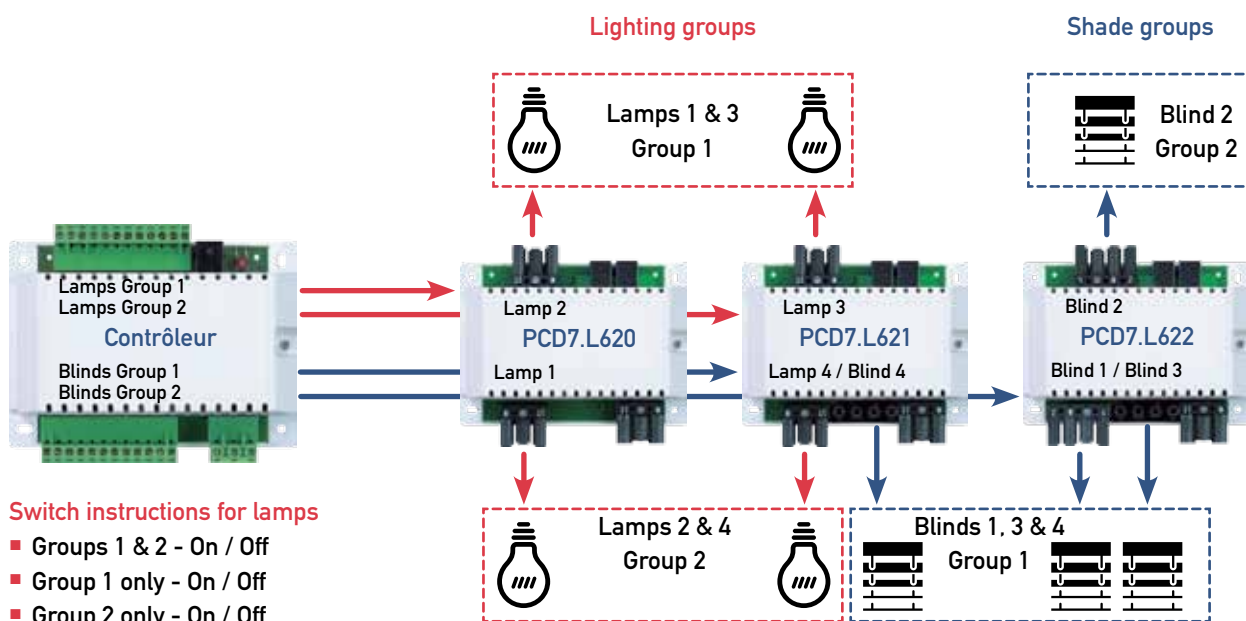 Lighting groups
Shade groups
Lamps 1 & 3
Group 1
Blind 2
Group 2
Lamps Group 1
Lamps Group 2
Contrôleur
Blinds Group 1
Blinds Group 2
Lamp 2
PCD7.L620
Lamp 1
Lamp 3
PCD7.L621
Lamp 4 / Blind 4
Blind 2
PCD7.L622
Blind 1 / Blind 3
Lamps 2 & 4
Group 2
Blinds 1, 3 & 4
Group 1
Switch instructions for lamps
Groups 1 & 2 - On / Off
Group 1 only - On / Off
Group 2 only - On / Off